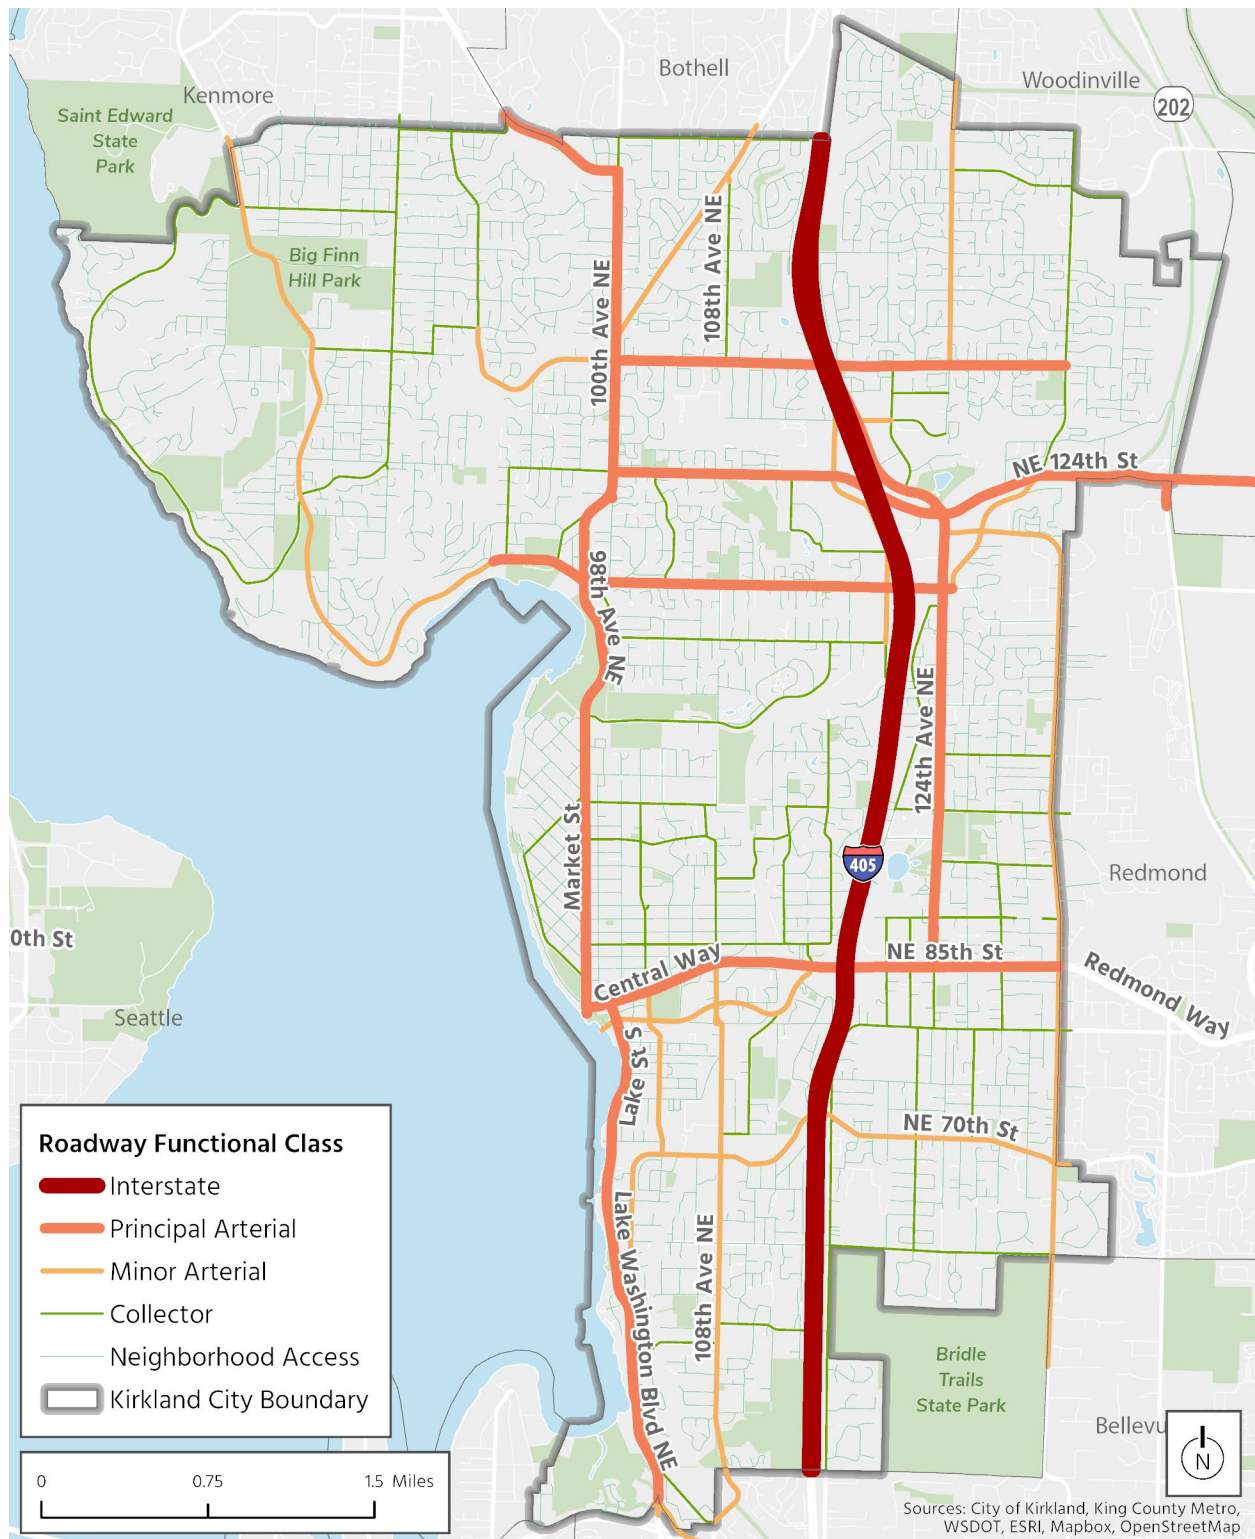 Bothell
Woodinville
Kenmore
202
Saint Edward
State
Park
Big Finn
Hill Park
108th Ave NE
100th Ave NE
NE 124th St
98th Ave NE
124th Ave NE
Market St
405
Redmond
0th St
NE 85th St
Central Way
Redmond Way
Seattle
Lake St S
NE 70th St
Lake Washington Blvd NE
108th Ave NE
Bridle
Trails
State Park
Bellevu
Roadway Functional Class
Interstate
Principal Arterial
Minor Arterial
Collector
Neighborhood Access
Kirkland City Boundary
0 0.75 1.5 Miles
N
Sources: City of Kirkland, King County Metro,
WSDOT, ESRI, Mapbox, OpenStreetMap